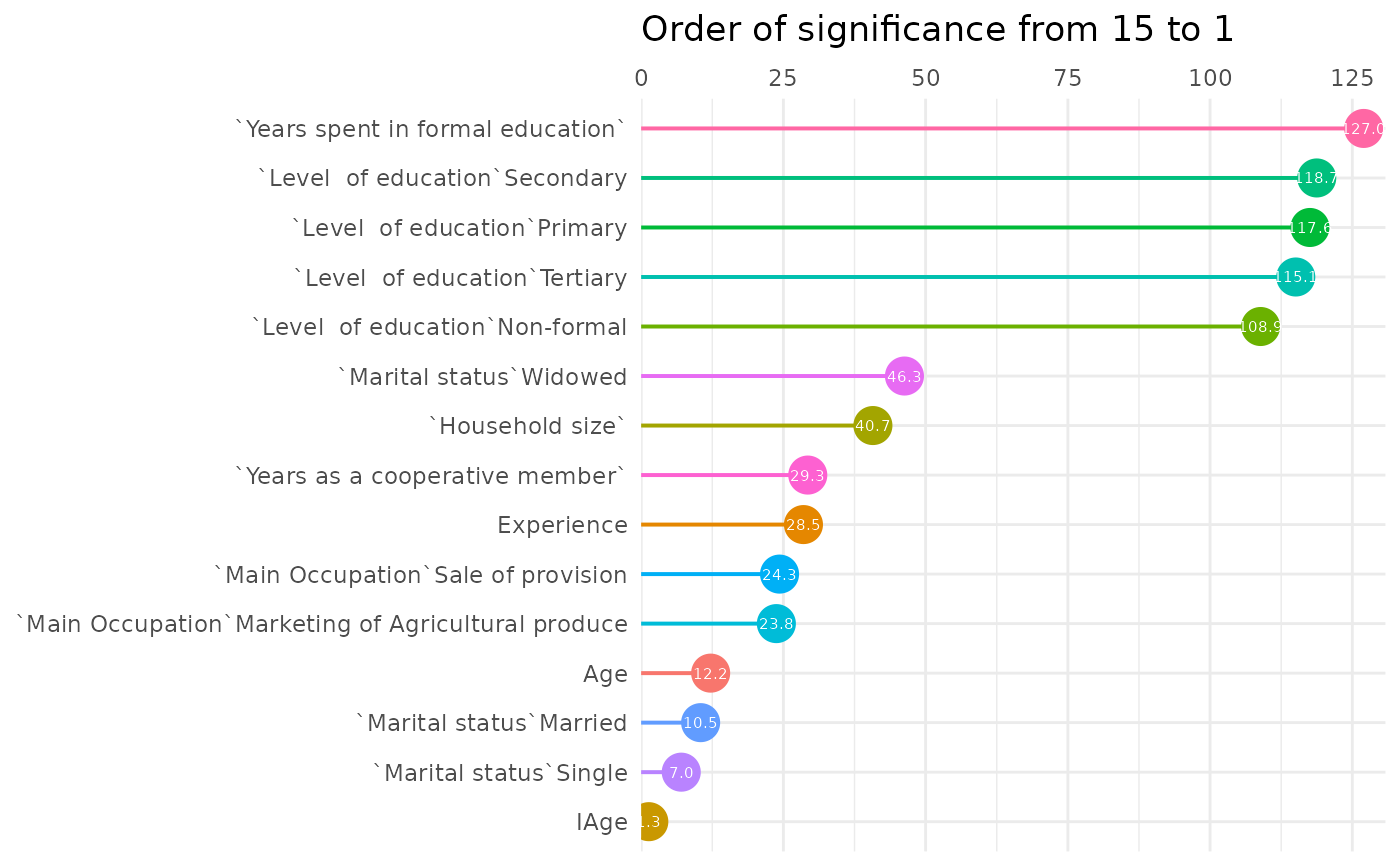 Order of significance from 15 to 1
0 25 50 75 100 125
`Years spent in formal education` 127.0
`Level  of education`Secondary 118.7
`Level  of education`Primary 117.6
`Level  of education`Tertiary 115.1
`Level  of education`Non-formal 108.9
`Marital status`Widowed 46.3
`Household size` 40.7
`Years as a cooperative member` 29.3
Experience 28.5
`Main Occupation`Sale of provision 24.3
`Main Occupation`Marketing of Agricultural produce 23.8
Age 12.2
`Marital status`Married 10.5
`Marital status`Single 7.0
IAge 1.3